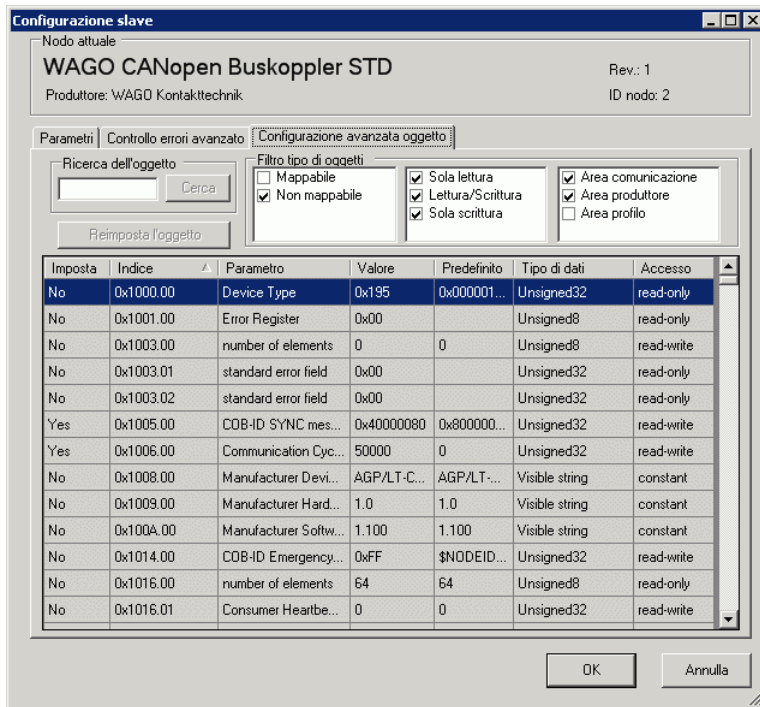 Configurazione slave
Nodo attuale
WAGO CANopen Buskoppler STD Rev.: 1
Produttore: WAGO Kontakttechnik ID nodo: 2
Parametri Controllo errori avanzato Configurazione avanzata oggetto
Ricerca dell'oggetto Filtro tipo di oggetti
Mappabile Sola lettura Area comunicazione
Cerca Non mappabile Lettura/Scrittura Area produttore
Sola scrittura Area profilo
Reimposta l'oggetto
Imposta Indice Parametro Valore Predefinito Tipo di dati Accesso
No 0x1000.00 Device Type 0x195 0x000001... Unsigned32 read-only
No 0x1001.00 Error Register 0x00 Unsigned8 read-only
No 0x1003.00 number of elements 0 0 Unsigned8 read-write
No 0x1003.01 standard error field 0x00 Unsigned32 read-only
No 0x1003.02 standard error field 0x00 Unsigned32 read-only
Yes 0x1005.00 COB-ID SYNC mes... 0x40000080 0x800000... Unsigned32 read-write
Yes 0x1006.00 Communication Cyc... 50000 0 Unsigned32 read-write
No 0x1008.00 Manufacturer Devi... AGP/LT-C... AGP/LT-... Visible string constant
No 0x1009.00 Manufacturer Hard... 1.0 1.0 Visible string constant
No 0x100A.00 Manufacturer Softw... 1.100 1.100 Visible string constant
No 0x1014.00 COB-ID Emergency... 0xFF $NODEID... Unsigned32 read-write
No 0x1016.00 number of elements 64 64 Unsigned8 read-only
No 0x1016.01 Consumer Heartbe... 0 0 Unsigned32 read-write
OK Annulla